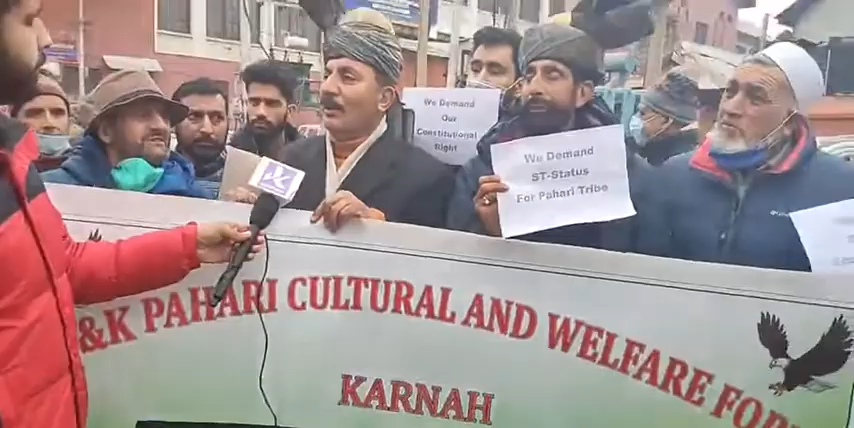 We Demand
Our
Constitutional
Right
We Demand
ST-Status
For Pahari Tribe
&K PAHARI CULTURAL AND WELFARE FOR
KARNAH